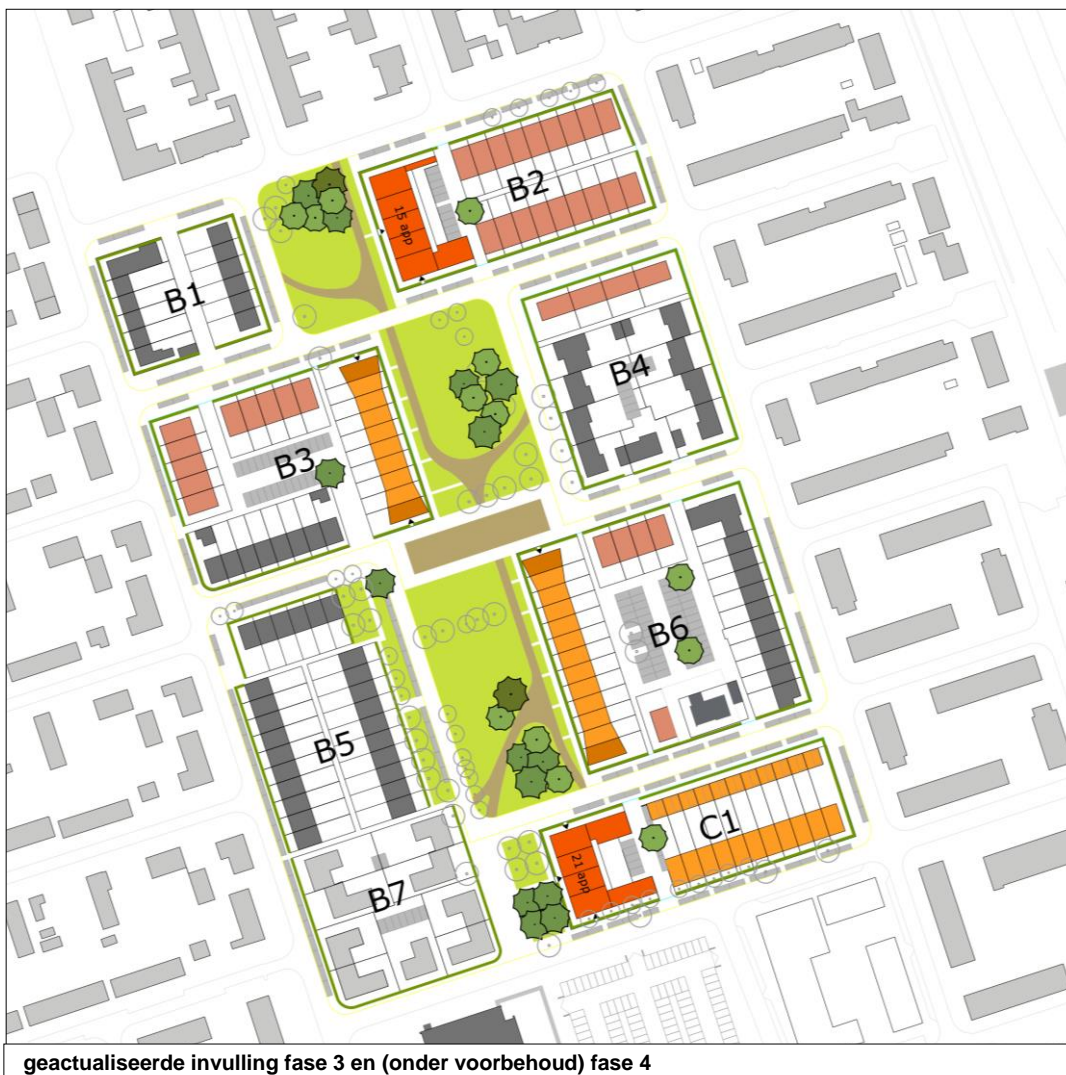 B2
15 app
B1
B4
B3
B6
B5
C1
21 app
B7
geactualiseerde invulling fase 3 en (onder voorbehoud) fase 4